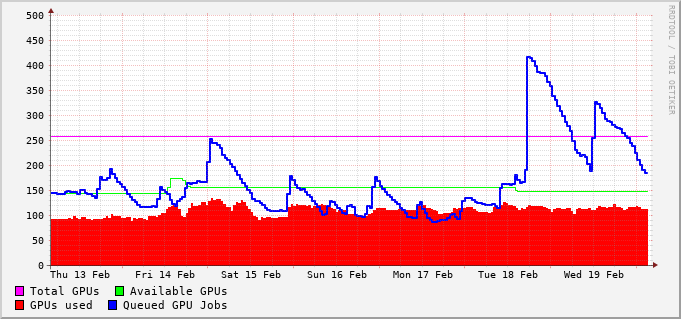 500
450
400
350
300
250
200
150
100
50
0
Thu 13 Feb Fri 14 Feb Sat 15 Feb Sun 16 Feb Mon 17 Feb Tue 18 Feb Wed 19 Feb
Total GPUs Available GPUs
GPUs used Queued GPU Jobs
RRDTOOL / TOBI OETIKER